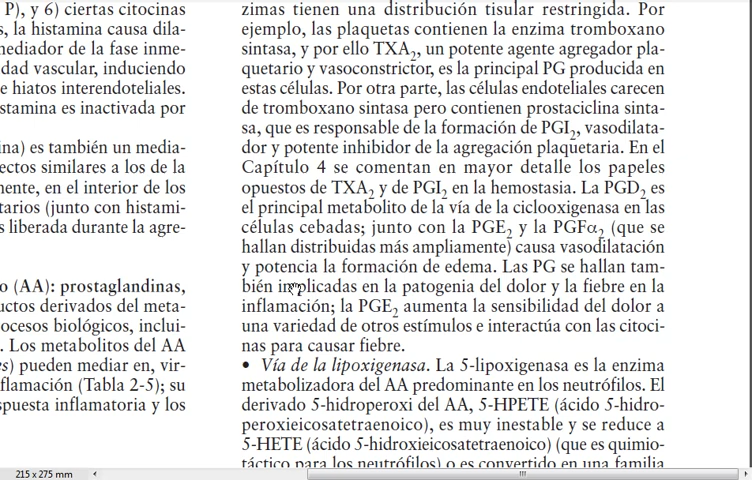 P), y 6) ciertas citocinas
s, la histamina causa dila-
nediador de la fase inme-
dad vascular, induciendo
e hiatos interendoteliales.
stamina es inactivada por
ina) es también un media-
ectos similares a los de la
nente, en el interior de los
tarios (junto con histami-
s liberada durante la agre-
o (AA): prostaglandinas,
uctos derivados del meta-
ocesos biológicos, inclui-
. Los metabolitos del AA
es) pueden mediar en, vir-
flamación (Tabla 2-5); su
spuesta inflamatoria y los
zimas tienen una distribución tisular restringida. Por
ejemplo, las plaquetas contienen la enzima tromboxano
sintasa, y por ello TXA2, un potente agente agregador pla-
quetario y vasoconstrictor, es la principal PG producida en
estas células. Por otra parte, las células endoteliales carecen
de tromboxano sintasa pero contienen prostaciclina sinta-
sa, que es responsable de la formación de PGI2, vasodilata-
dor y potente inhibidor de la agregación plaquetaria. En el
Capítulo 4 se comentan en mayor detalle los papeles
opuestos de TXA2 y de PGI2 en la hemostasia. La PGD2 es
el principal metabolito de la vía de la ciclooxigenasa en las
células cebadas; junto con la PGE2 y la PGFα2 (que se
hallan distribuidas más ampliamente) causa vasodilatación
y potencia la formación de edema. Las PG se hallan tam-
bién implicadas en la patogenia del dolor y la fiebre en la
inflamación; la PGE2 aumenta la sensibilidad del dolor a
una variedad de otros estímulos e interactúa con las citoci-
nas para causar fiebre.
• Vía de la lipoxigenasa. La 5-lipoxigenasa es la enzima
metabolizadora del AA predominante en los neutrófilos. El
derivado 5-hidroperoxi del AA, 5-HPETE (ácido 5-hidro-
peroxieicosatetraenoico), es muy inestable y se reduce a
5-HETE (ácido 5-hidroxieicosatetraenoico) (que es quimio-
táctico para los neutrófilos) o es convertido en una familia
215 x 275 mm